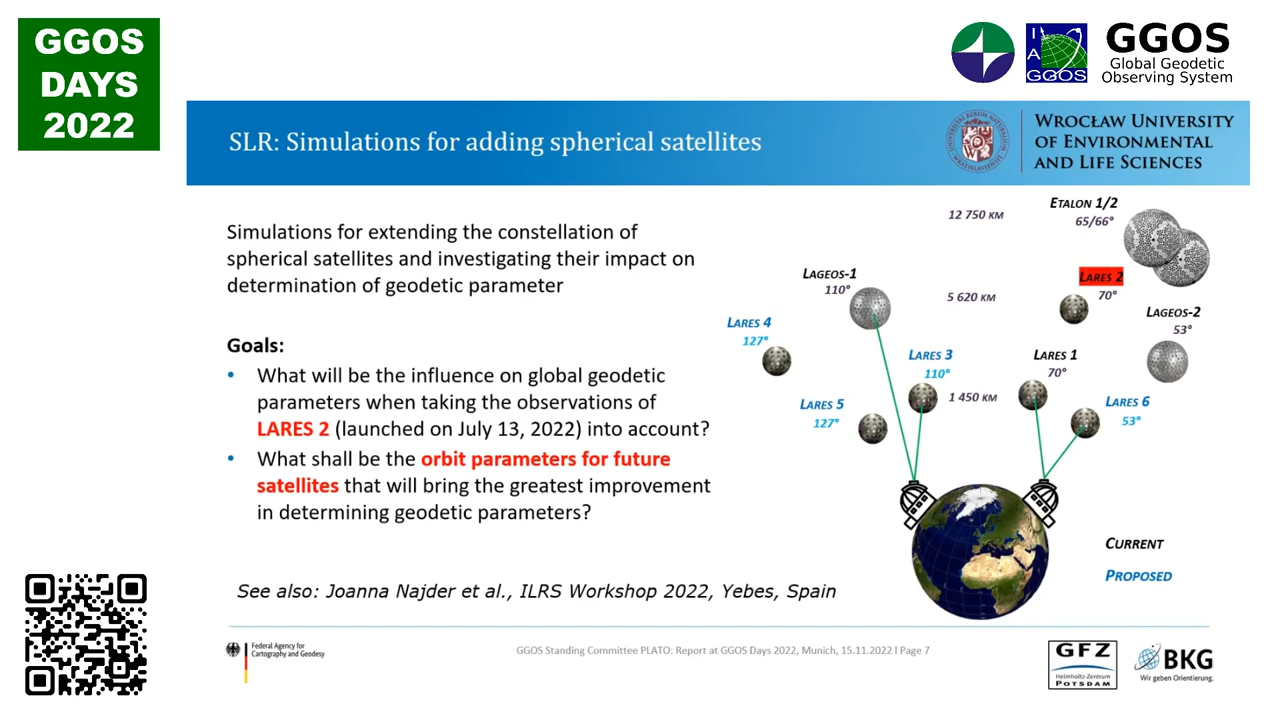 GGOS
DAYS
2022
I
A
G
GGOS
GGOS
Global Geodetic
Observing System
SLR: Simulations for adding spherical satellites
WROCŁAW UNIVERSITY
OF ENVIRONMENTAL
AND LIFE SCIENCES
Simulations for extending the constellation of
spherical satellites and investigating their impact on
determination of geodetic parameter
Goals:
• What will be the influence on global geodetic
parameters when taking the observations of
LARES 2 (launched on July 13, 2022) into account?
• What shall be the orbit parameters for future
satellites that will bring the greatest improvement
in determining geodetic parameters?
See also: Joanna Najder et al., ILRS Workshop 2022, Yebes, Spain
12 750 KM
ETALON 1/2
65/66°
LAGEOS-1
110°
5 620 KM
LARES 2
70°
LAGEOS-2
53°
LARES 4
127°
LARES 3
110°
LARES 1
70°
1 450 KM
LARES 5
127°
LARES 6
53°
CURRENT
PROPOSED
Federal Agency for
Cartography and Geodesy
GGOS Standing Committee PLATO: Report at GGOS Days 2022, Munich, 15.11.2022 I Page 7
GFZ
Helmholtz-Zentrum
POTSDAM
BKG
Wir geben Orientierung.